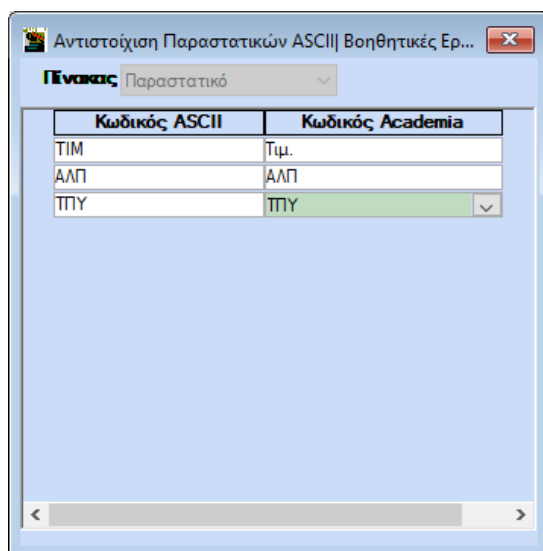 Αντιστοίχιση Παραστατικών ASCII| Βοηθητικές Ερ...
Πίνακας Παραστατικό
Κωδικός ASCII Κωδικός Academia
ΤΙΜ Τιμ.
ΑΛΠ ΑΛΠ
ΤΠΥ ΤΠΥ